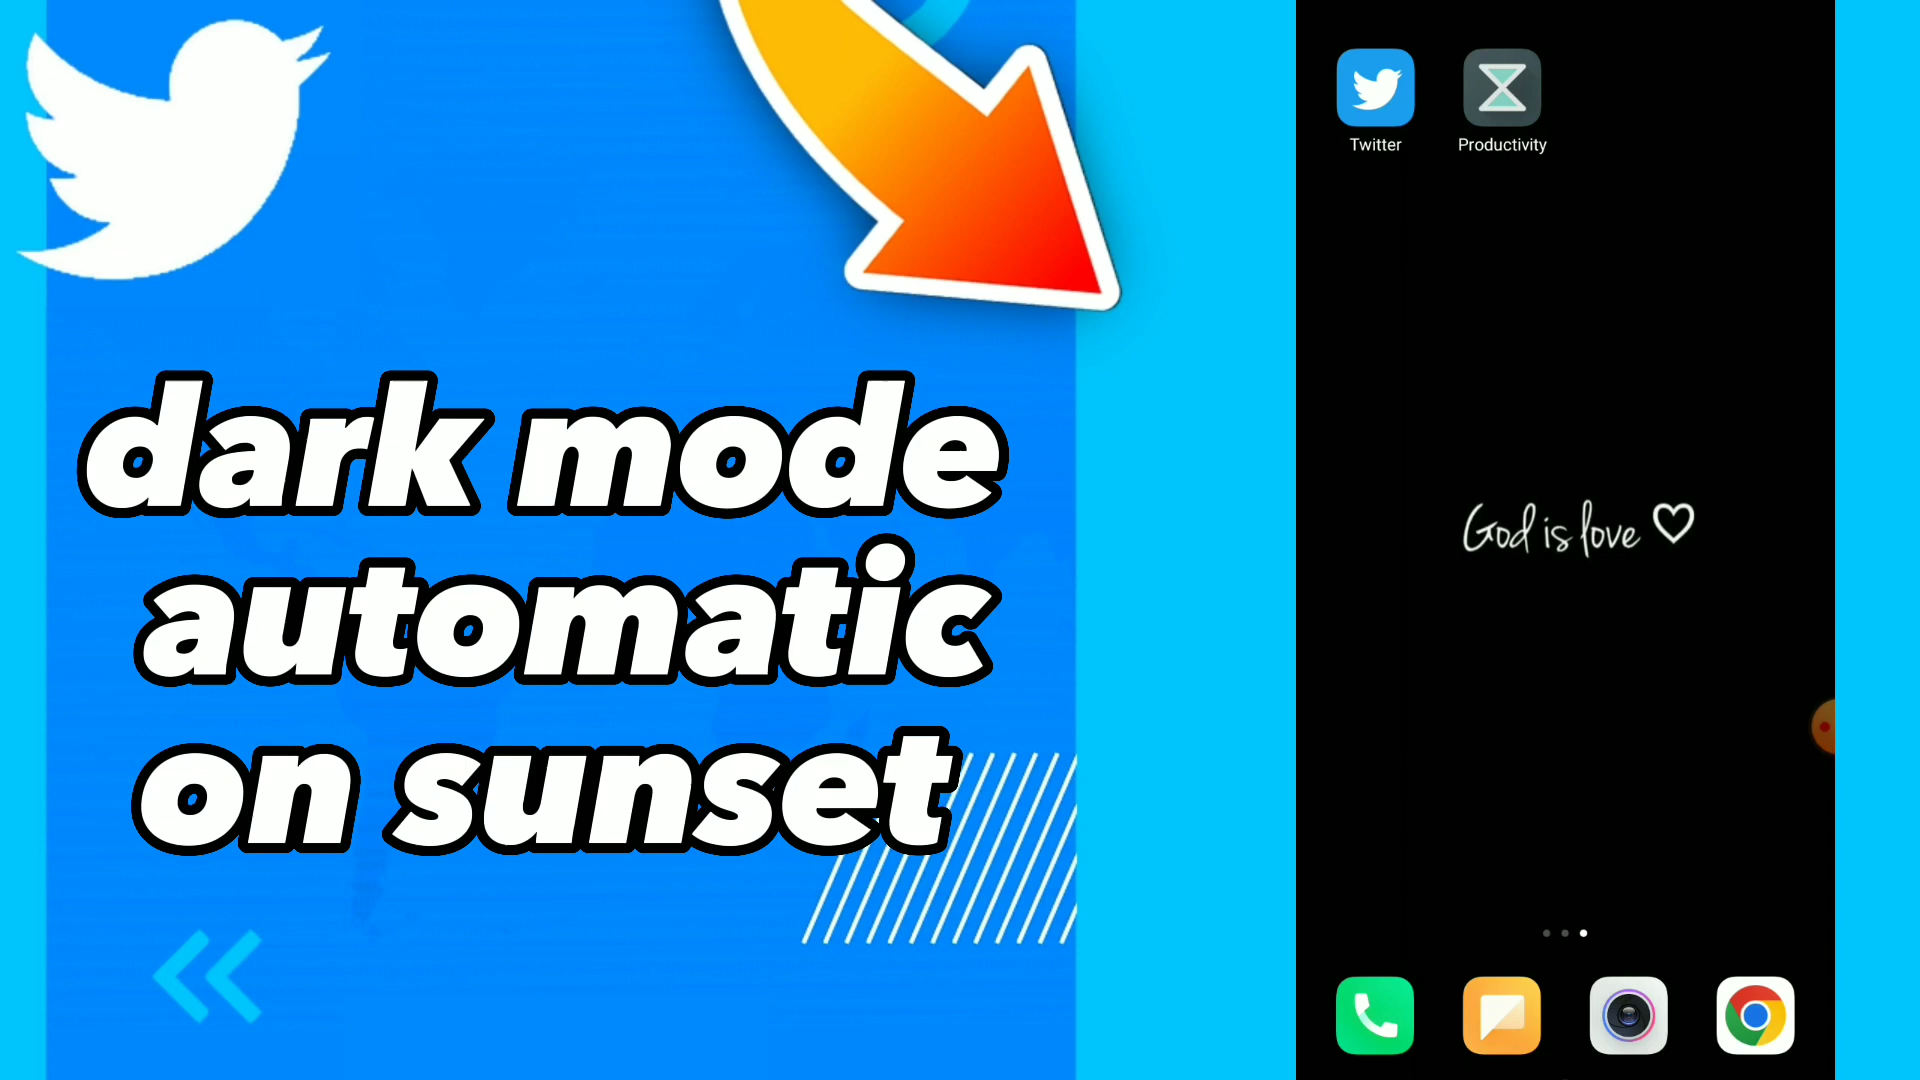 dark mode
automatic
on sunset
Twitter
Productivity
God is love